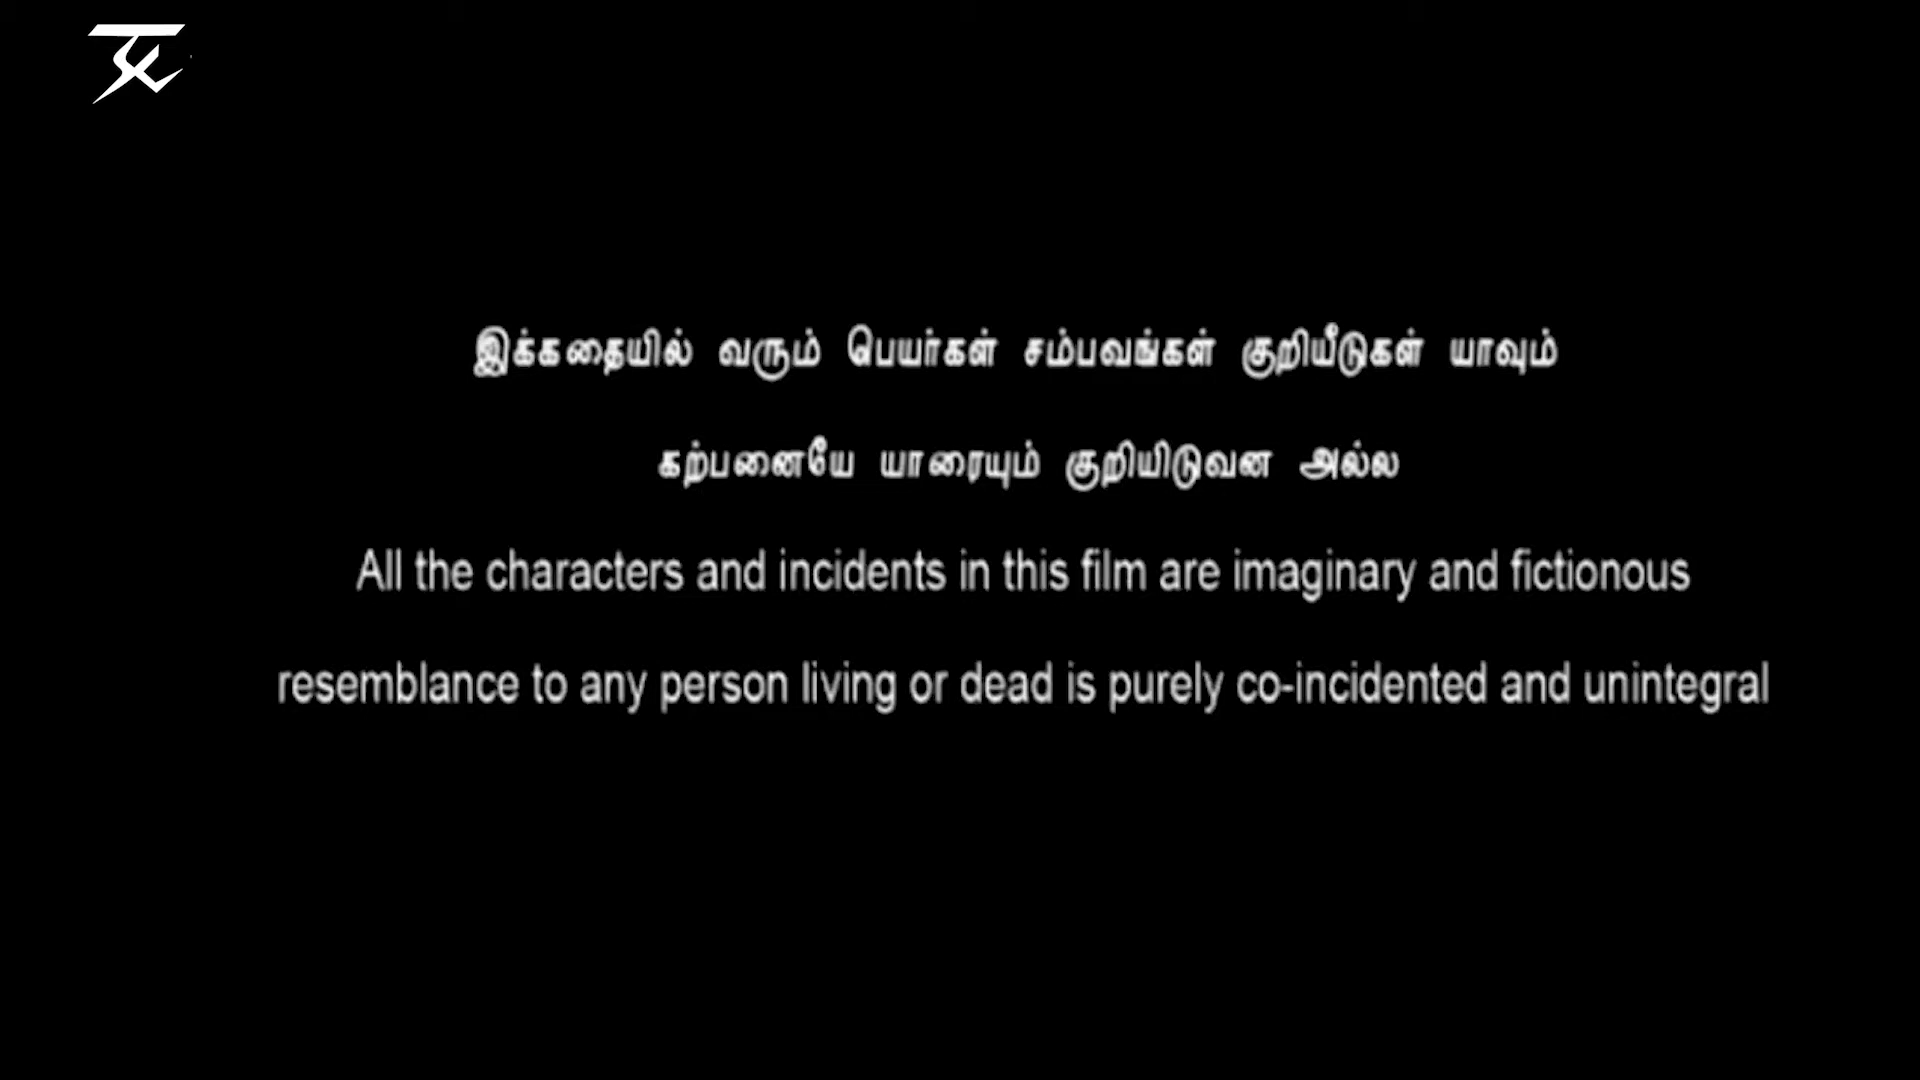 இக்கதையில் வரும் பெயர்கள் சம்பவங்கள் குறியீடுகள் யாவும்
கற்பனையே யாரையும் குறியிடுவன அல்ல
All the characters and incidents in this film are imaginary and fictionous
resemblance to any person living or dead is purely co-incidented and unintegral